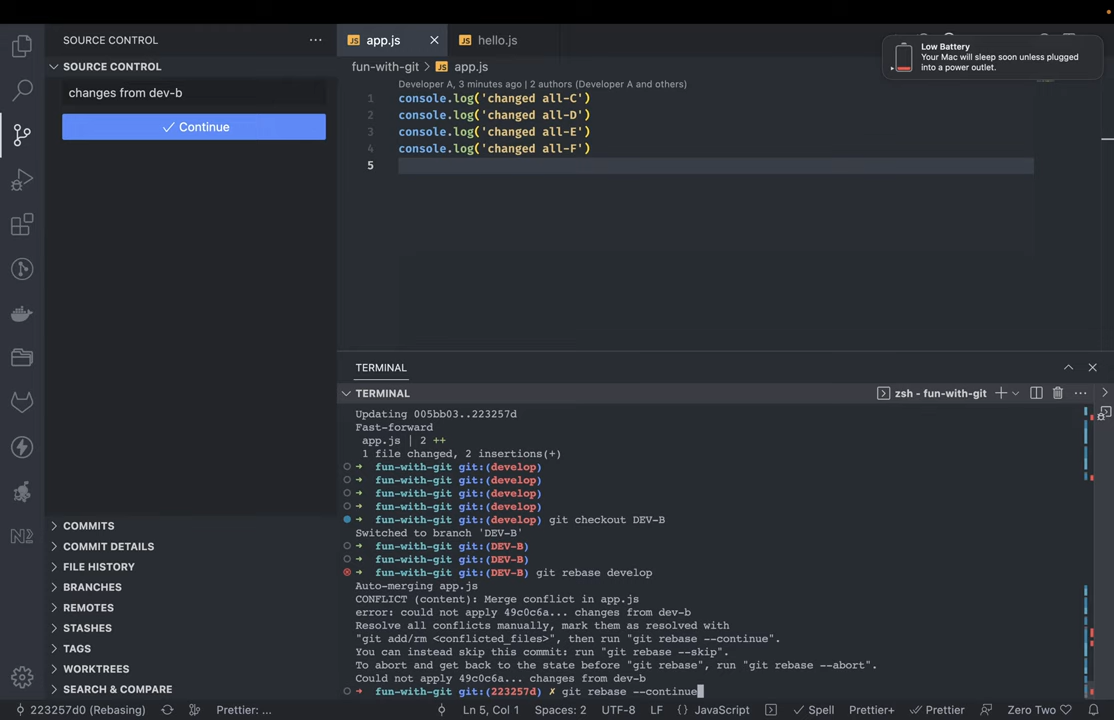 SOURCE CONTROL
SOURCE CONTROL
changes from dev-b
Continue
COMMITS
COMMIT DETAILS
FILE HISTORY
BRANCHES
REMOTES
STASHES
TAGS
WORKTREES
SEARCH & COMPARE
app.js
hello.js
Low Battery
Your Mac will sleep soon unless plugged
into a power outlet.
fun-with-git > app.js
Developer A, 3 minutes ago | 2 authors (Developer A and others)
1 console.log('changed all-C')
2 console.log('changed all-D')
3 console.log('changed all-E')
4 console.log('changed all-F')
5
TERMINAL
TERMINAL
zsh - fun-with-git
Updating 005bb03..223257d
Fast-forward
app.js | 2 ++
1 file changed, 2 insertions(+)
→ fun-with-git git:(develop)
→ fun-with-git git:(develop)
→ fun-with-git git:(develop)
→ fun-with-git git:(develop)
→ fun-with-git git:(develop) git checkout DEV-B
Switched to branch 'DEV-B'
→ fun-with-git git:(DEV-B)
→ fun-with-git git:(DEV-B)
→ fun-with-git git:(DEV-B) git rebase develop
Auto-merging app.js
CONFLICT (content): Merge conflict in app.js
error: could not apply 49c0c6a... changes from dev-b
Resolve all conflicts manually, mark them as resolved with
"git add/rm <conflicted_files>", then run "git rebase --continue".
You can instead skip this commit: run "git rebase --skip".
To abort and get back to the state before "git rebase", run "git rebase --abort".
Could not apply 49c0c6a... changes from dev-b
→ fun-with-git git:(223257d) ✗ git rebase --continue
N2
223257d0 (Rebasing)
Prettier: ...
Ln 5, Col 1
Spaces: 2
UTF-8
LF
{} JavaScript
Spell
Prettier+
Prettier
Zero Two